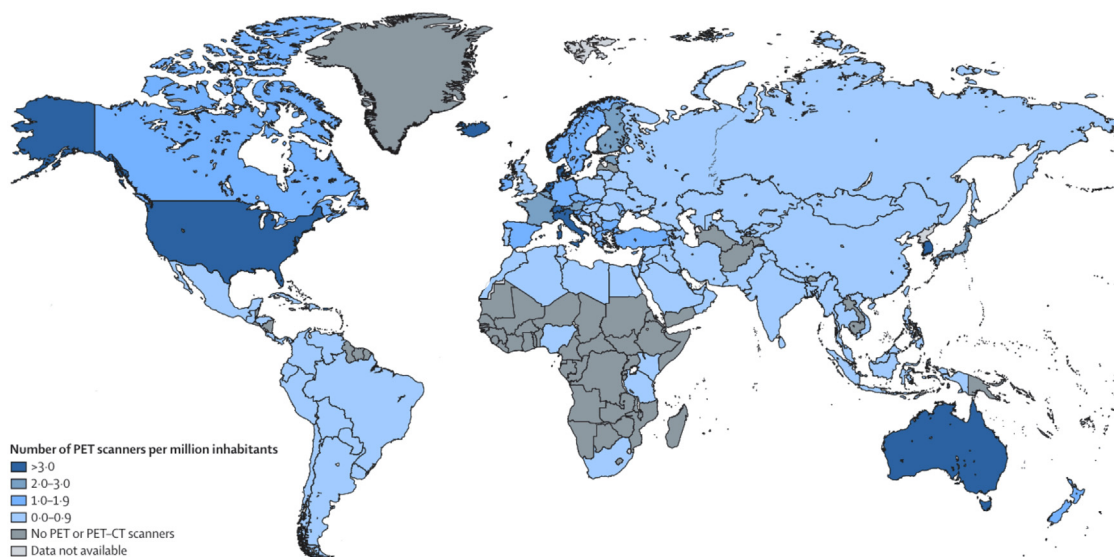 Number of PET scanners per million inhabitants
>3·0
2·0–3·0
1·0–1·9
0·0–0·9
No PET or PET–CT scanners
Data not available